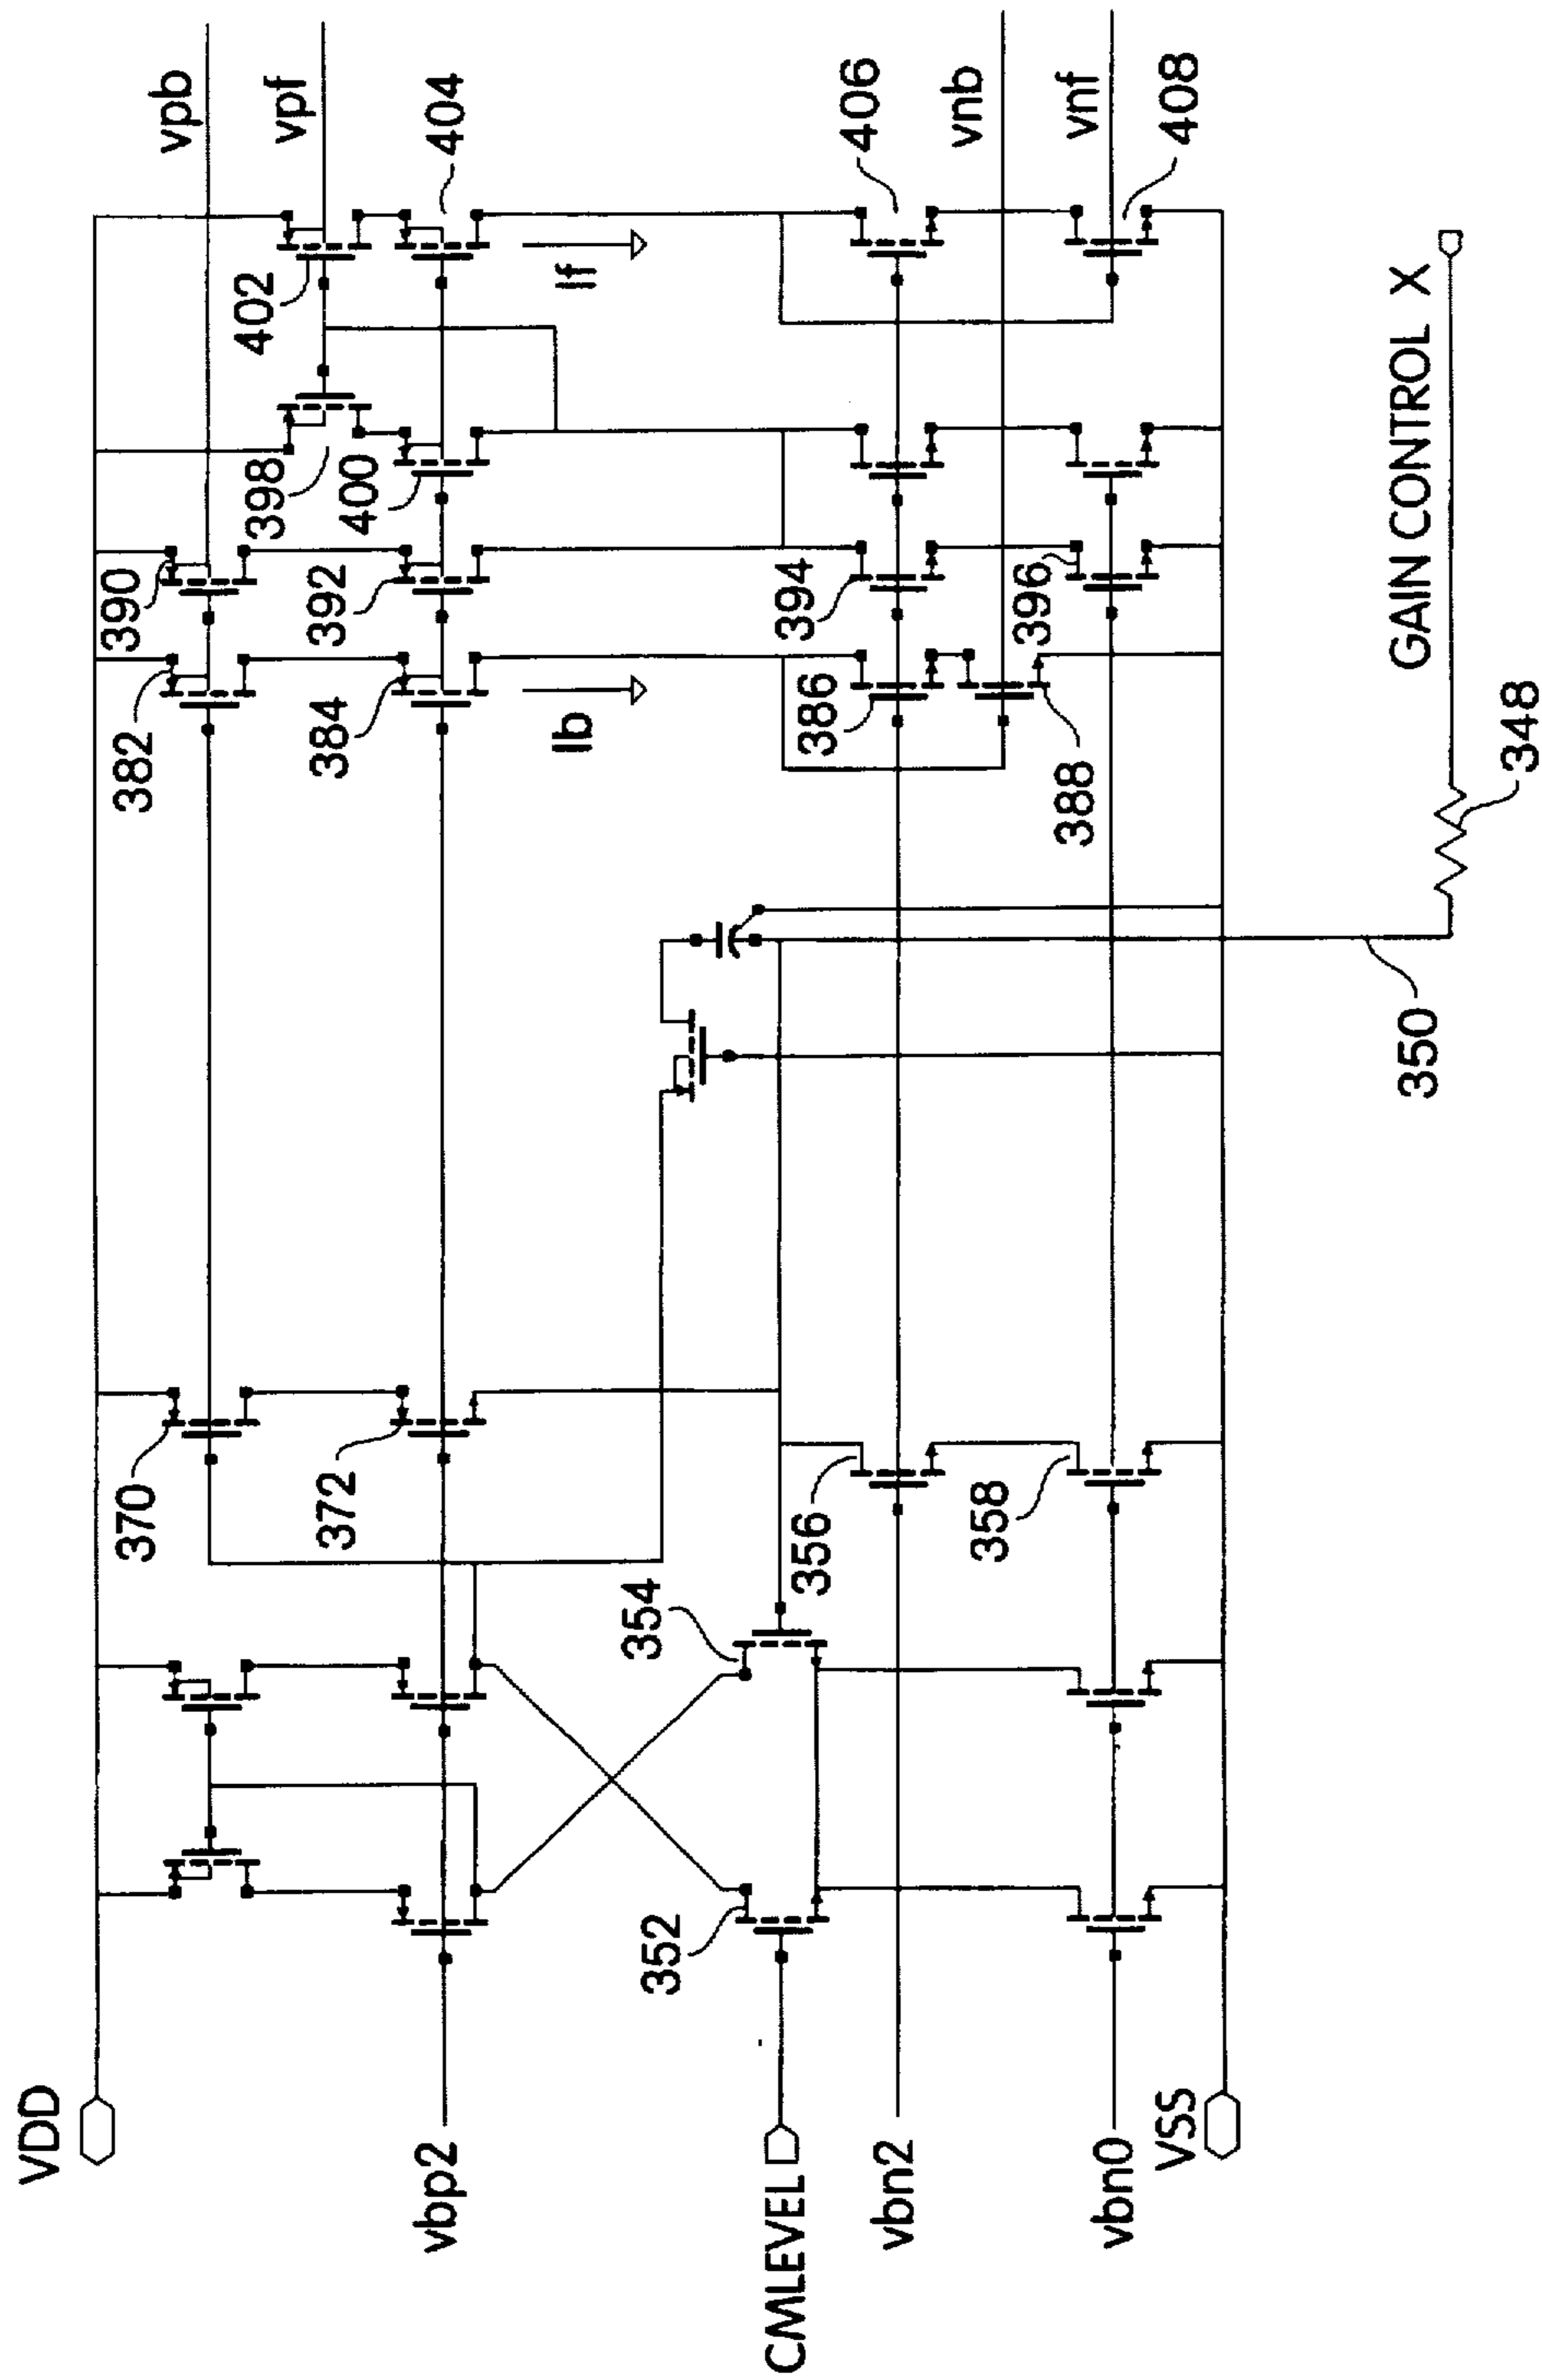 VDD
vbp2
CMLEVEL
vbn2
vbn0
VSS
370
372
352
354
356
358
382
384
390
392
398
400
402
404
vpb
vpf
Ib
If
386
388
394
396
406
408
vnb
vnf
350
348
GAIN CONTROL X